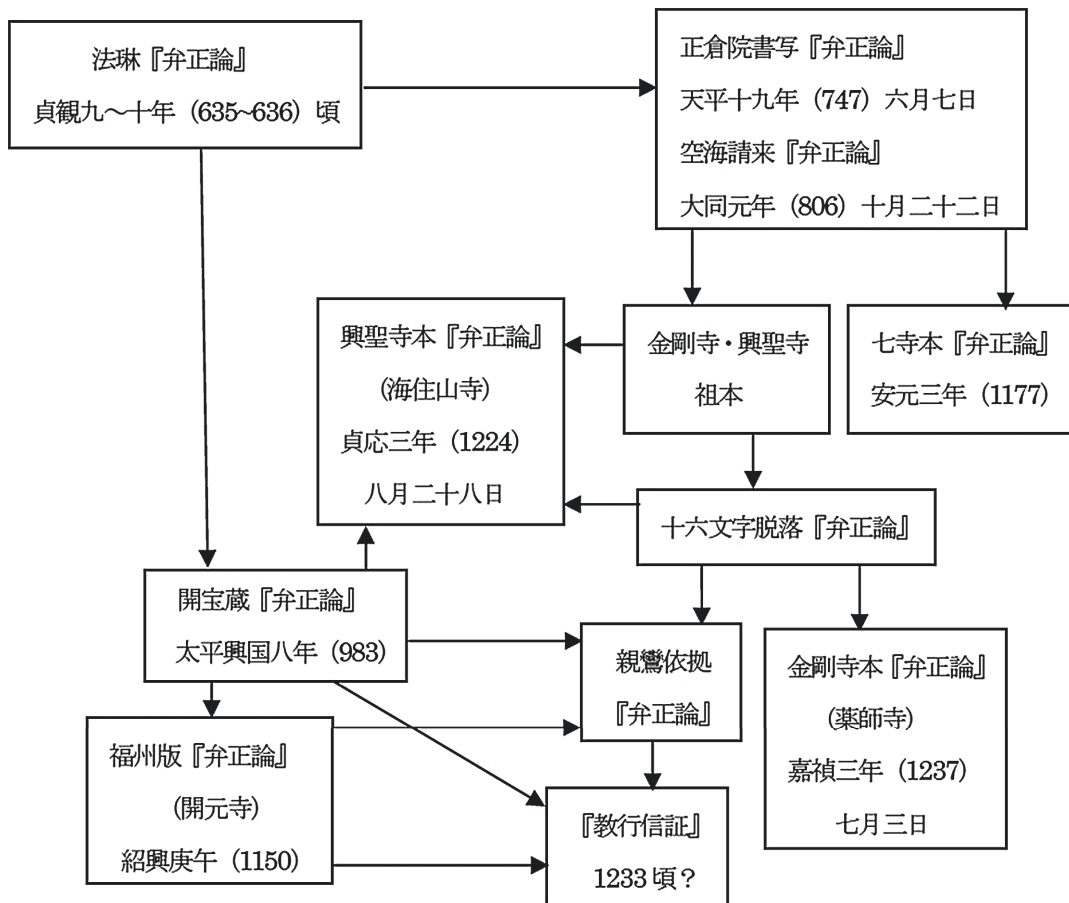 法琳『弁正論』
貞観九～十年（635~636）頃
正倉院書写『弁正論』
天平十九年（747）六月七日
空海請来『弁正論』
大同元年（806）十月二十二日
興聖寺本『弁正論』
（海住山寺）
貞応三年（1224）
八月二十八日
金剛寺・興聖寺
祖本
七寺本『弁正論』
安元三年（1177）
十六文字脱落『弁正論』
開宝蔵『弁正論』
太平興国八年（983）
親鸞依拠
『弁正論』
金剛寺本『弁正論』
（薬師寺）
嘉禎三年（1237）
七月三日
福州版『弁正論』
（開元寺）
紹興庚午（1150）
『教行信証』
1233頃？